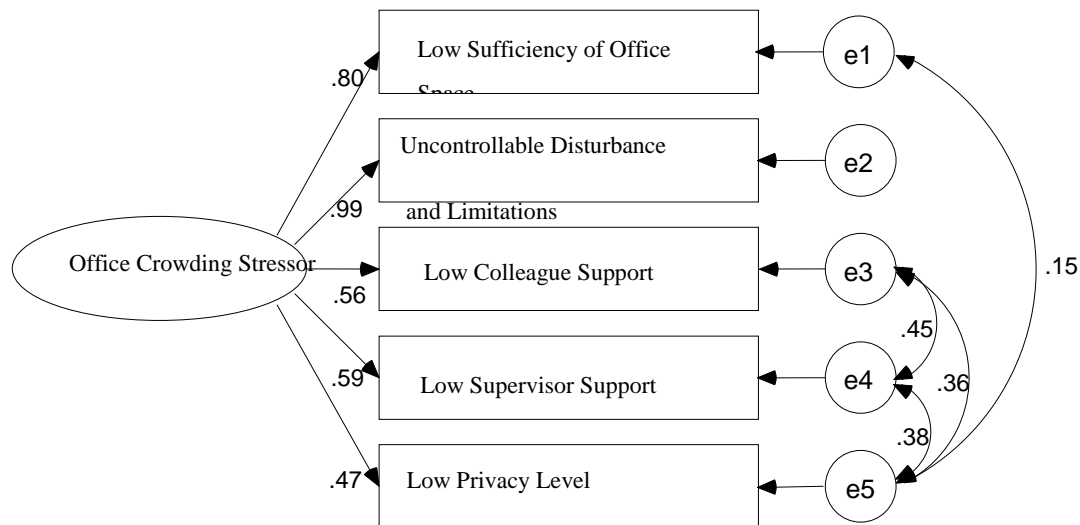 Low Sufficiency of Office
Space
e1
.80
Uncontrollable Disturbance
and Limitations
e2
.99
Office Crowding Stressor
Low Colleague Support
e3
.15
.56
.45
Low Supervisor Support
e4
.59
.36
.38
Low Privacy Level
e5
.47